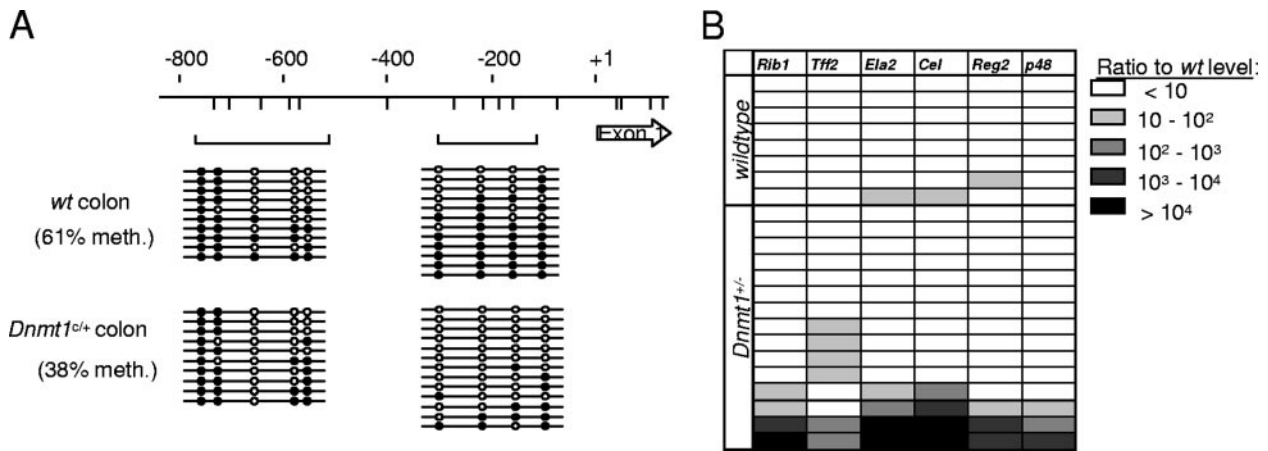 A
-800 -600 -400 -200 +1
Exon 1
wt colon
(61% meth.)
Dnmt1c/+ colon
(38% meth.)
B
Rib1 Tff2 Ela2 Cel Reg2 p48
wildtype
Dnmt1+/-
Ratio to wt level:
< 10
10 - 10²
10² - 10³
10³ - 10⁴
> 10⁴